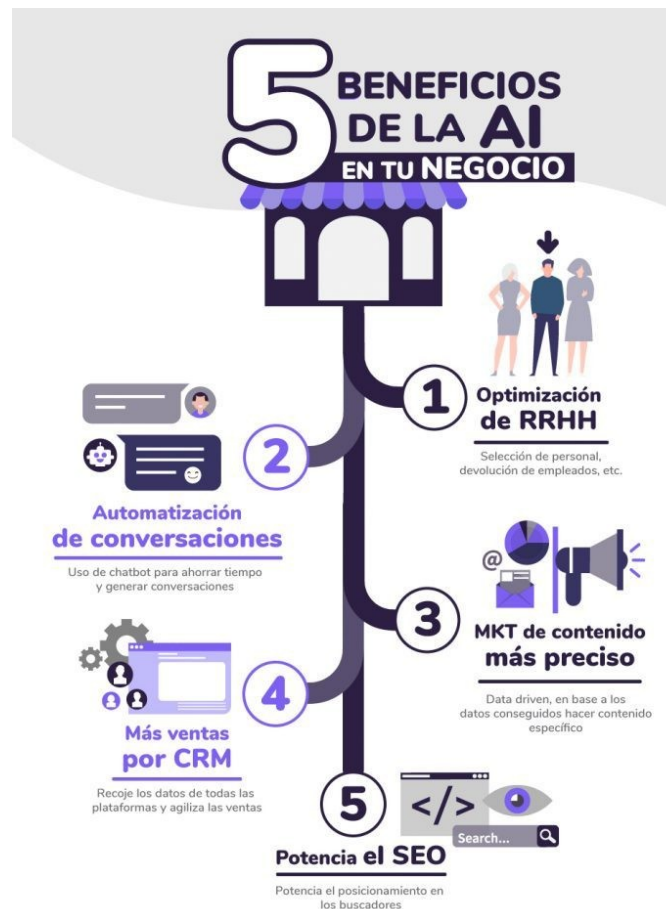 5 BENEFICIOS
DE LA AI
EN TU NEGOCIO
1
Optimización
de RRHH
Selección de personal,
devolución de empleados, etc.
2
Automatización
de conversaciones
Uso de chatbot para ahorrar tiempo
y generar conversaciones
@
3
MKT de contenido
más preciso
Data driven, en base a los
datos conseguidos hacer contenido
específico
4
Más ventas
por CRM
Recoje los datos de todas las
plataformas y agiliza las ventas
5
</>
Search...
Potencia el SEO
Potencia el posicionamiento en
los buscadores